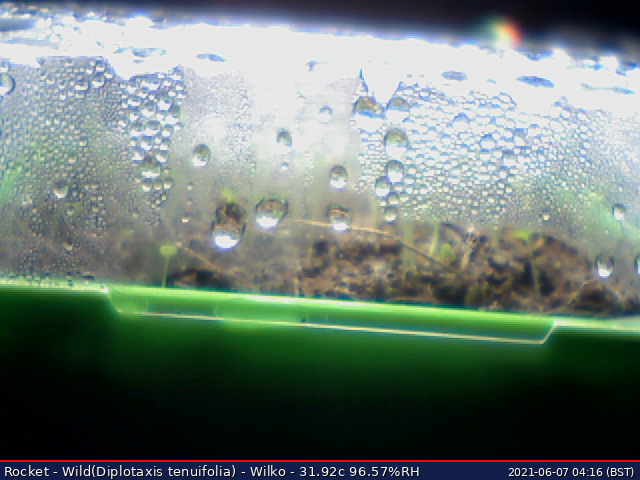 Rocket - Wild(Diplotaxis tenuifolia) - Wilko - 31.92c 96.57%RH
2021-06-07 04:16 (BST)